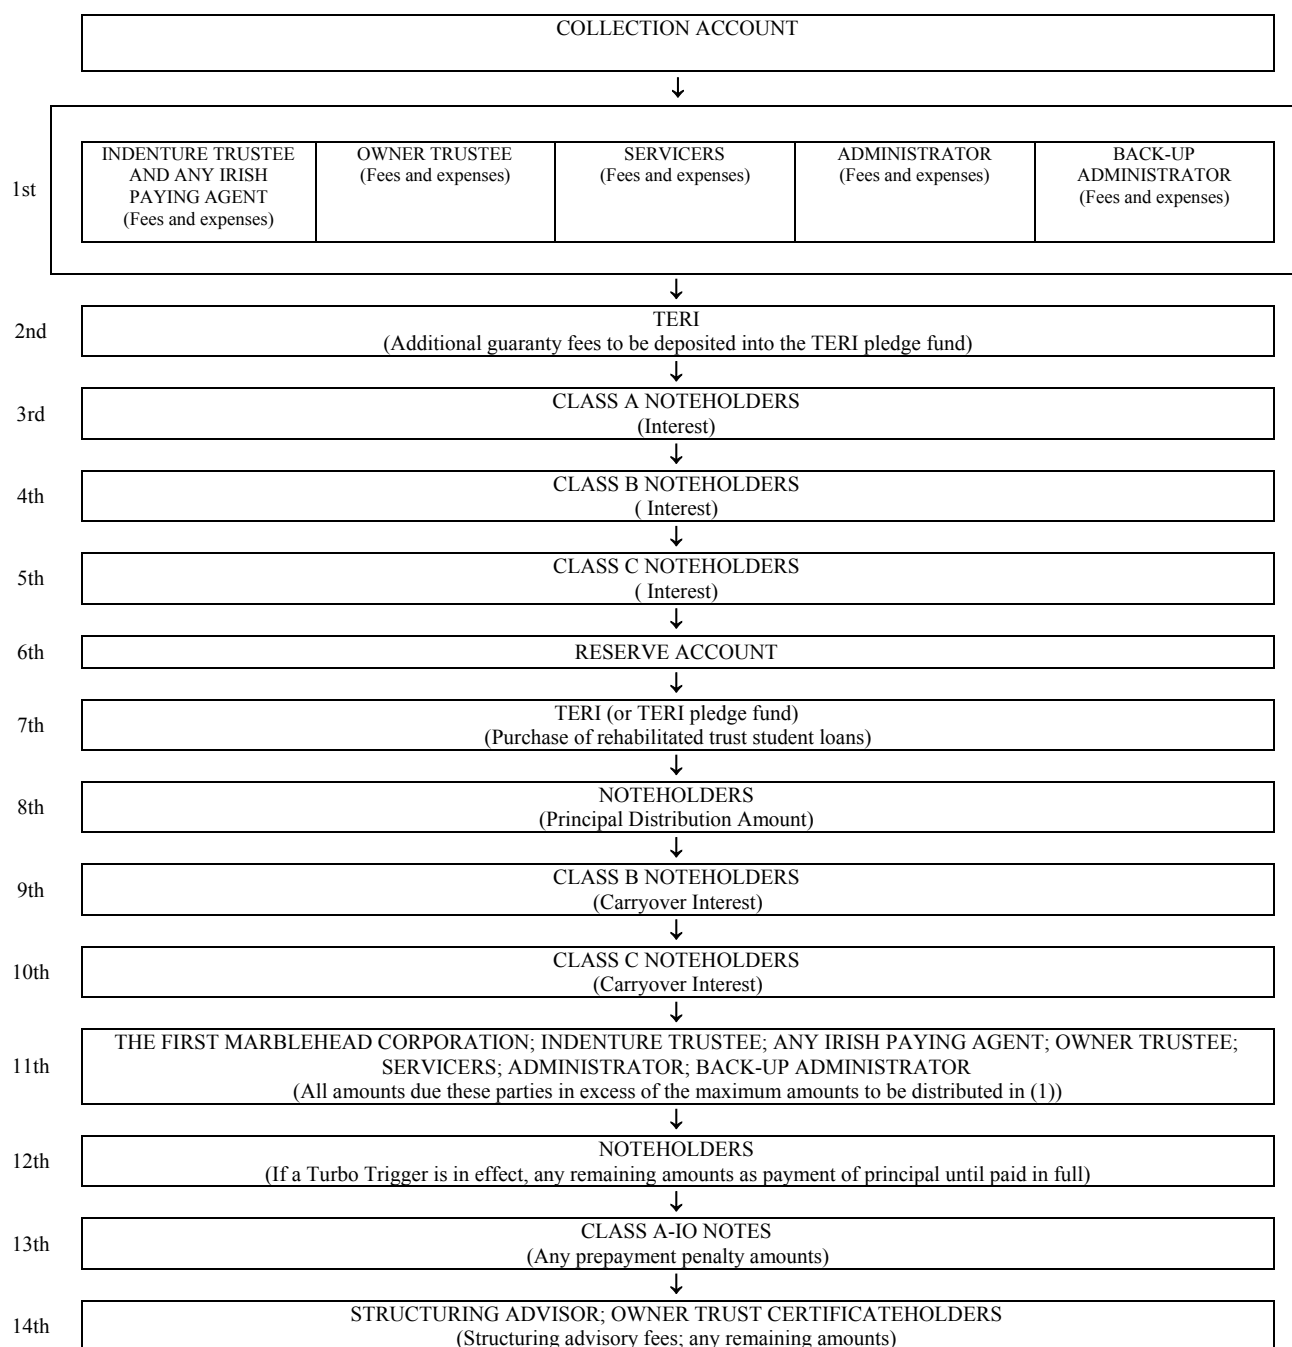 COLLECTION ACCOUNT
↓
1st
INDENTURE TRUSTEE
AND ANY IRISH
PAYING AGENT
(Fees and expenses)
OWNER TRUSTEE
(Fees and expenses)
SERVICERS
(Fees and expenses)
ADMINISTRATOR
(Fees and expenses)
BACK-UP
ADMINISTRATOR
(Fees and expenses)
↓
2nd
TERI
(Additional guaranty fees to be deposited into the TERI pledge fund)
↓
3rd
CLASS A NOTEHOLDERS
(Interest)
↓
4th
CLASS B NOTEHOLDERS
( Interest)
↓
5th
CLASS C NOTEHOLDERS
( Interest)
↓
6th
RESERVE ACCOUNT
↓
7th
TERI (or TERI pledge fund)
(Purchase of rehabilitated trust student loans)
↓
8th
NOTEHOLDERS
(Principal Distribution Amount)
↓
9th
CLASS B NOTEHOLDERS
(Carryover Interest)
↓
10th
CLASS C NOTEHOLDERS
(Carryover Interest)
↓
11th
THE FIRST MARBLEHEAD CORPORATION; INDENTURE TRUSTEE; ANY IRISH PAYING AGENT; OWNER TRUSTEE;
SERVICERS; ADMINISTRATOR; BACK-UP ADMINISTRATOR
(All amounts due these parties in excess of the maximum amounts to be distributed in (1))
↓
12th
NOTEHOLDERS
(If a Turbo Trigger is in effect, any remaining amounts as payment of principal until paid in full)
↓
13th
CLASS A-IO NOTES
(Any prepayment penalty amounts)
↓
14th
STRUCTURING ADVISOR; OWNER TRUST CERTIFICATEHOLDERS
(Structuring advisory fees; any remaining amounts)